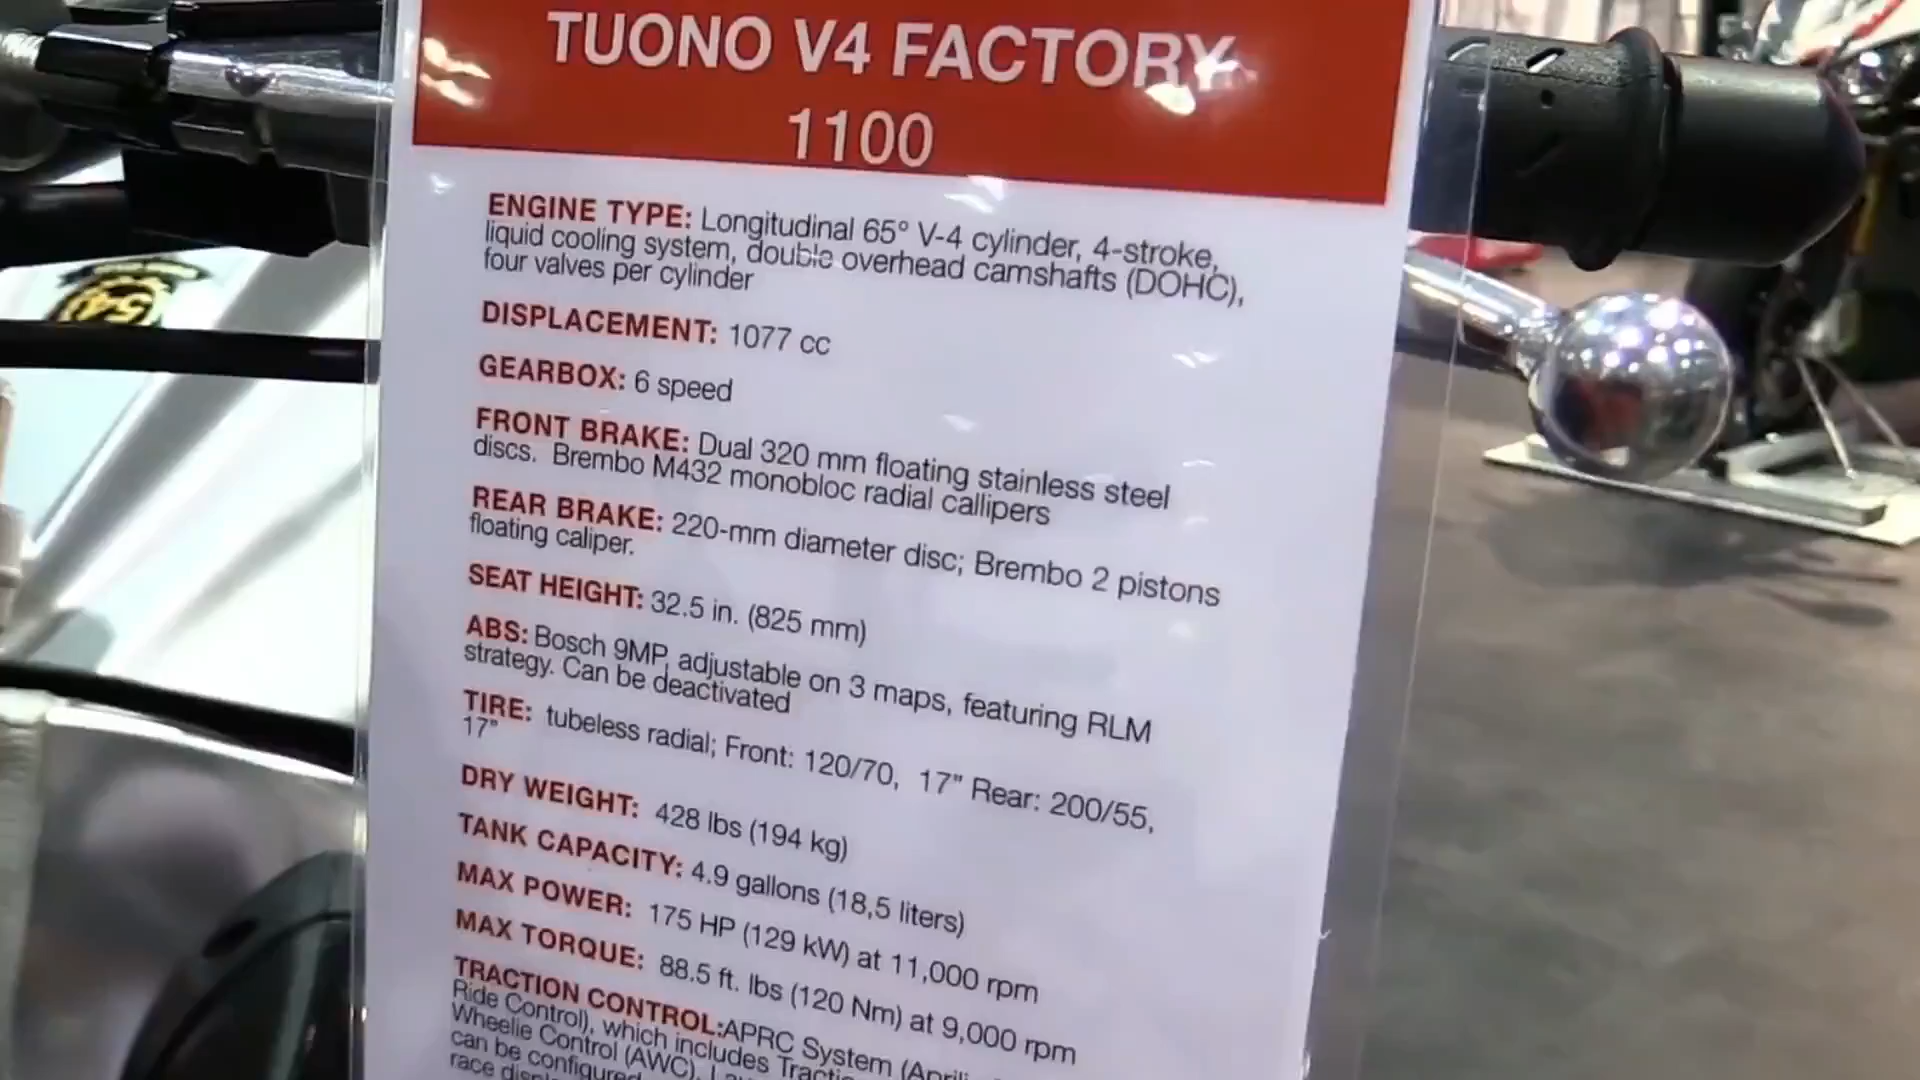 TUONO V4 FACTORY
1100
ENGINE TYPE: Longitudinal 65° V-4 cylinder, 4-stroke,
liquid cooling system, double overhead camshafts (DOHC),
four valves per cylinder
DISPLACEMENT: 1077 cc
GEARBOX: 6 speed
FRONT BRAKE: Dual 320 mm floating stainless steel
discs. Brembo M432 monobloc radial callipers
REAR BRAKE: 220-mm diameter disc; Brembo 2 pistons
floating caliper.
SEAT HEIGHT: 32.5 in. (825 mm)
ABS: Bosch 9MP, adjustable on 3 maps, featuring RLM
strategy. Can be deactivated
TIRE: tubeless radial; Front: 120/70, 17" Rear: 200/55,
17"
DRY WEIGHT: 428 lbs (194 kg)
TANK CAPACITY: 4.9 gallons (18,5 liters)
MAX POWER: 175 HP (129 kW) at 11,000 rpm
MAX TORQUE: 88.5 ft. lbs (120 Nm) at 9,000 rpm
TRACTION CONTROL:APRC System
Ride Control), which includes
Wheelie Control (AWC),
can be
race